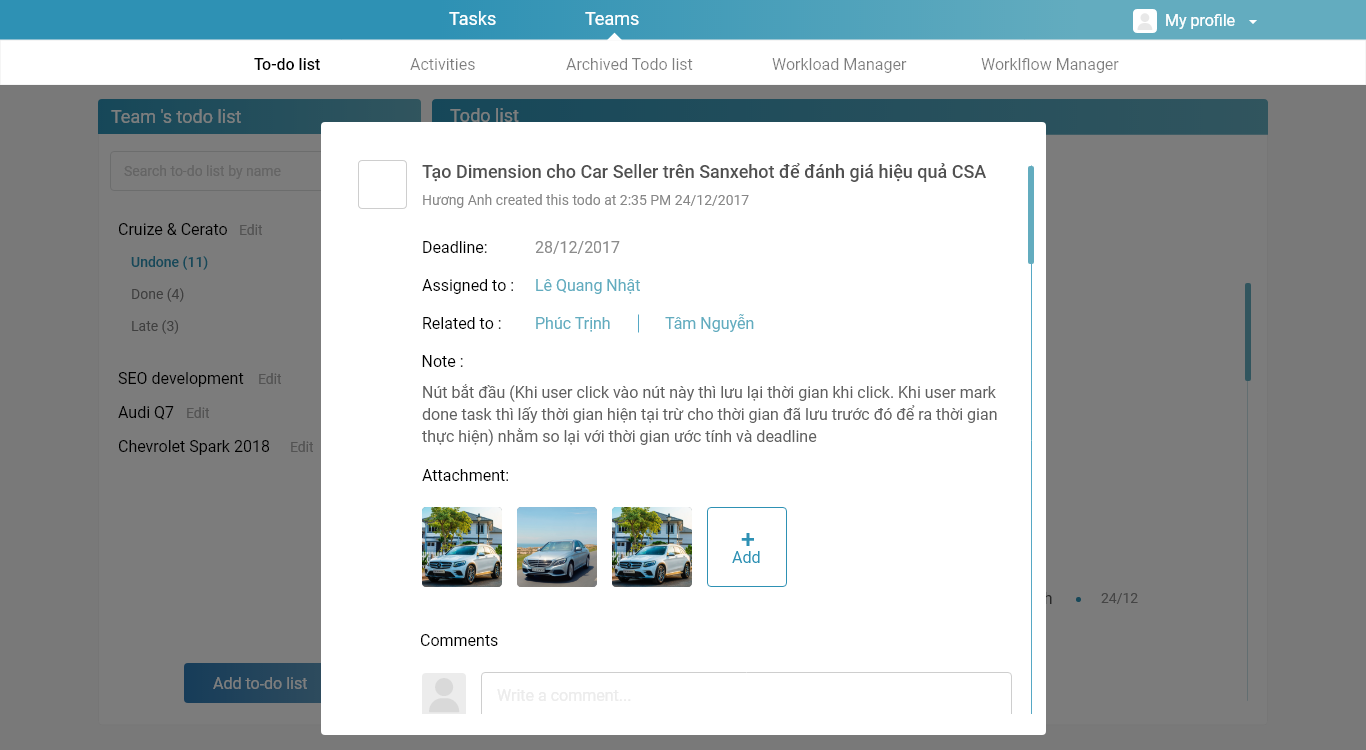 Tasks
Teams
My profile
To-do list
Activities
Archived Todo list
Workload Manager
Worklflow Manager
Team 's todo list
Todo list
Search to-do list by name
Cruize & Cerato Edit
Undone (11)
Done (4)
Late (3)
SEO development Edit
Audi Q7 Edit
Chevrolet Spark 2018 Edit
Add to-do list
Tạo Dimension cho Car Seller trên Sanxehot để đánh giá hiệu quả CSA
Hương Anh created this todo at 2:35 PM 24/12/2017
Deadline: 28/12/2017
Assigned to : Lê Quang Nhật
Related to : Phúc Trịnh | Tâm Nguyễn
Note :
Nút bắt đầu (Khi user click vào nút này thì lưu lại thời gian khi click. Khi user mark
done task thì lấy thời gian hiện tại trừ cho thời gian đã lưu trước đó để ra thời gian
thực hiện) nhằm so lại với thời gian ước tính và deadline
Attachment:
+
Add
24/12
Comments
Write a comment...